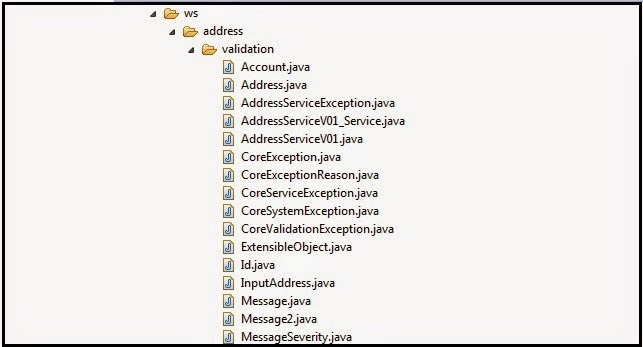 ws
address
validation
Account.java
Address.java
AddressServiceException.java
AddressServiceV01_Service.java
AddressServiceV01.java
CoreException.java
CoreExceptionReason.java
CoreServiceException.java
CoreSystemException.java
CoreValidationException.java
ExtensibleObject.java
Id.java
InputAddress.java
Message.java
Message2.java
MessageSeverity.java